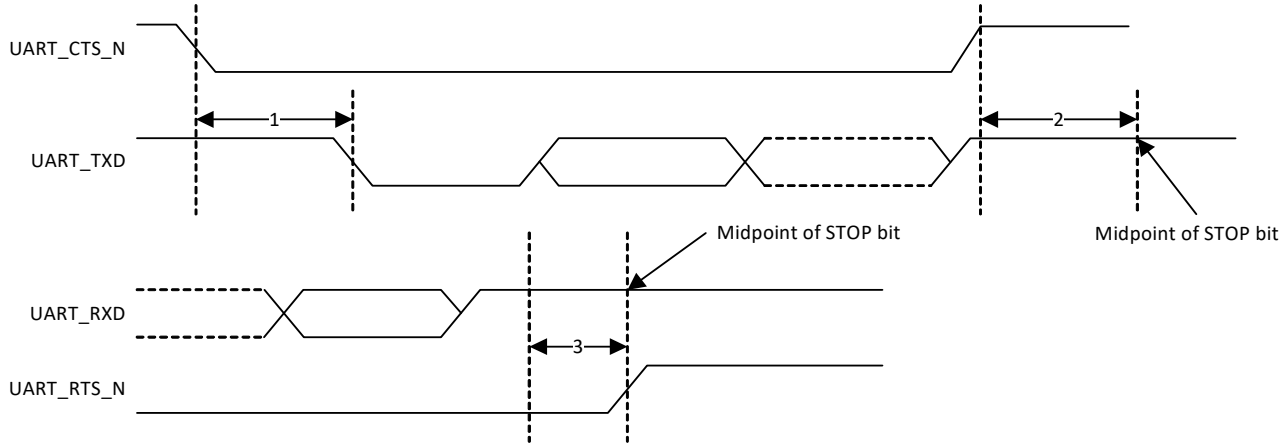 UART_CTS_N
1
2
UART_TXD
Midpoint of STOP bit
Midpoint of STOP bit
UART_RXD
3
UART_RTS_N